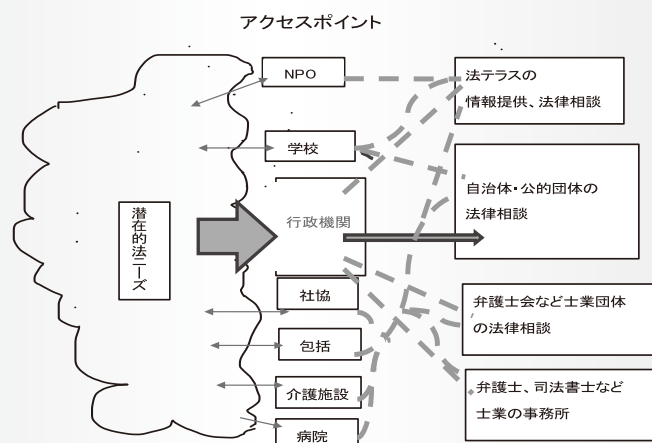 アクセスポイント
NPO
法テラスの
情報提供、法律相談
学校
自治体・公的団体の
法律相談
潜在的法ニーズ
行政機関
社協
弁護士会など士業団体
の法律相談
包括
介護施設
弁護士、司法書士など
士業の事務所
病院